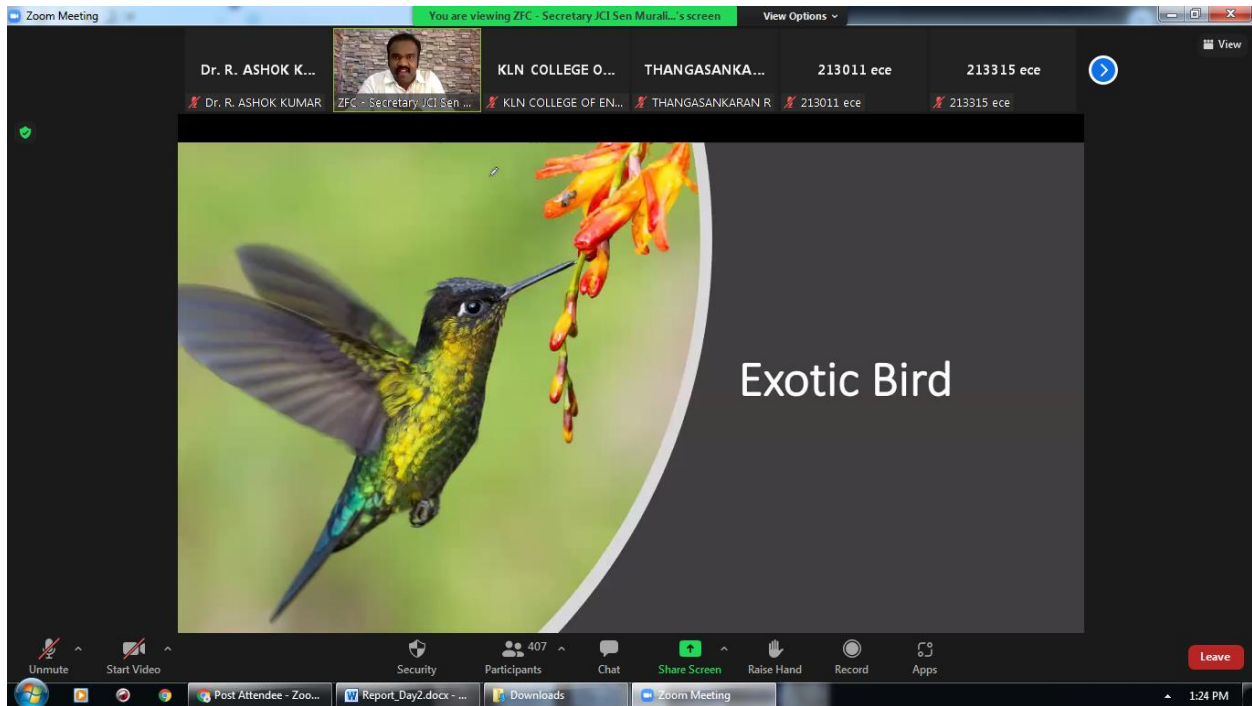 Zoom Meeting
You are viewing ZFC - Secretary JCI Sen Murali...'s screen
View Options
View
Dr. R. ASHOK K...
KLN COLLEGE O...
THANGASANKA...
213011 ece
213315 ece
Dr. R. ASHOK KUMAR
ZFC - Secretary JCI Sen ...
KLN COLLEGE OF EN...
THANGASANKARAN R
213011 ece
213315 ece
Exotic Bird
407
Unmute
Start Video
Security
Participants
Chat
Share Screen
Raise Hand
Record
Apps
Leave
Post Attendee - Zoo...
Report_Day2.docx - ...
Downloads
Zoom Meeting
1:24 PM